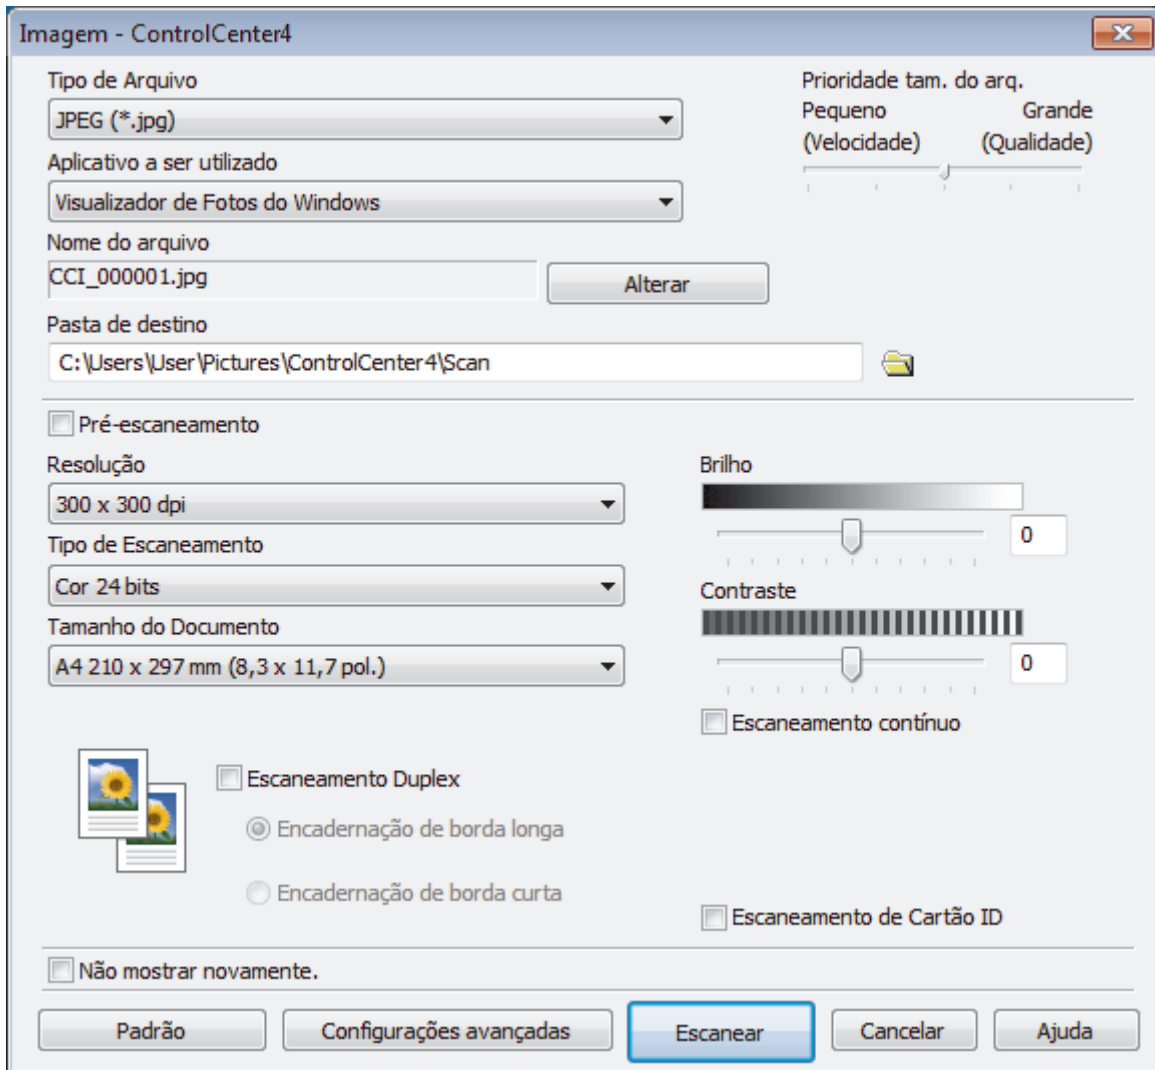 Imagem - ControlCenter4
Tipo de Arquivo
JPEG (*.jpg)
Aplicativo a ser utilizado
Visualizador de Fotos do Windows
Nome do arquivo
CCI_000001.jpg
Alterar
Pasta de destino
C:\Users\User\Pictures\ControlCenter4\Scan
Prioridade tam. do arq.
Pequeno Grande
(Velocidade) (Qualidade)
Pré-escaneamento
Resolução
300 x 300 dpi
Tipo de Escaneamento
Cor 24 bits
Tamanho do Documento
A4 210 x 297 mm (8,3 x 11,7 pol.)
Brilho
0
Contraste
0
Escaneamento contínuo
Escaneamento Duplex
Encadernação de borda longa
Encadernação de borda curta
Escaneamento de Cartão ID
Não mostrar novamente.
Padrão Configurações avançadas Escanear Cancelar Ajuda